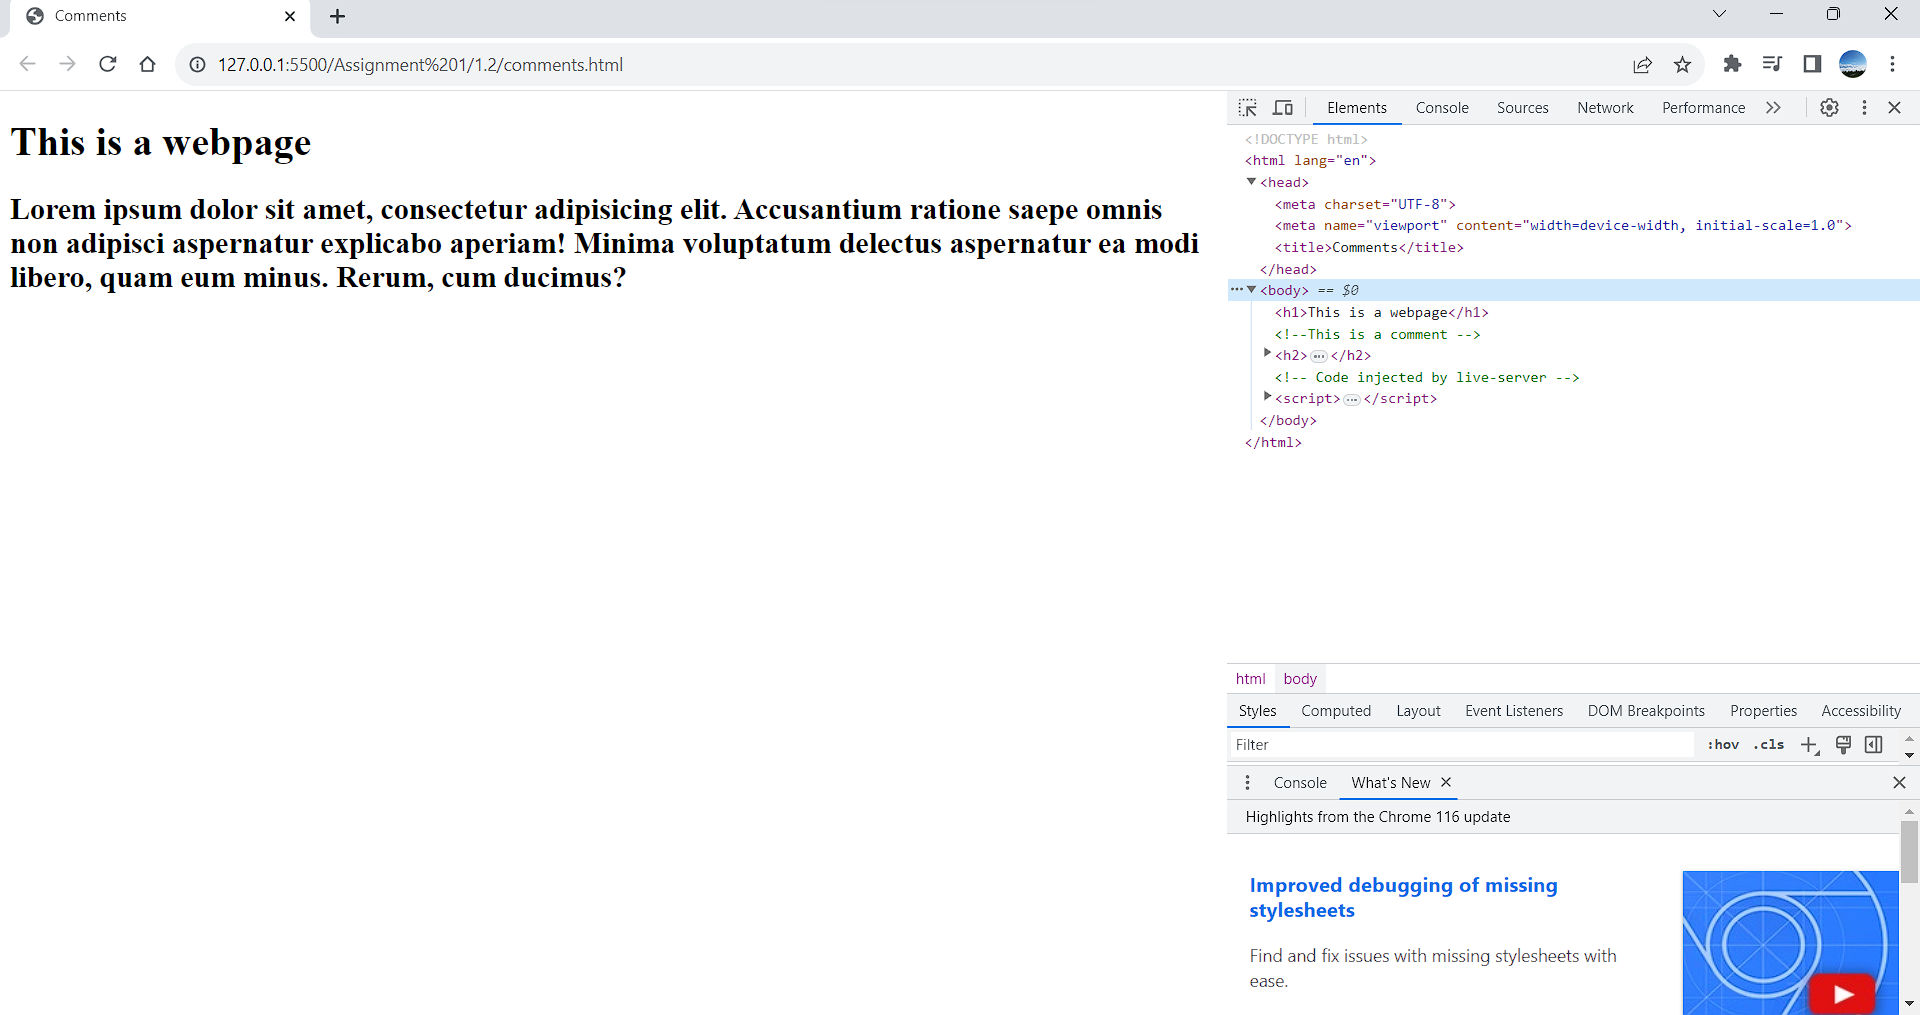 Comments
127.0.0.1:5500/Assignment%201/1.2/comments.html
This is a webpage
Lorem ipsum dolor sit amet, consectetur adipisicing elit. Accusantium ratione saepe omnis
non adipisci aspernatur explicabo aperiam! Minima voluptatum delectus aspernatur ea modi
libero, quam eum minus. Rerum, cum ducimus?
Elements Console Sources Network Performance
<!DOCTYPE html>
<html lang="en">
<head>
<meta charset="UTF-8">
<meta name="viewport" content="width=device-width, initial-scale=1.0">
<title>Comments</title>
</head>
<body> == $0
<h1>This is a webpage</h1>
<!--This is a comment -->
<h2>…</h2>
<!-- Code injected by live-server -->
<script>…</script>
</body>
</html>
html body
Styles Computed Layout Event Listeners DOM Breakpoints Properties Accessibility
Filter :hov .cls
Console What's New
Highlights from the Chrome 116 update
Improved debugging of missing
stylesheets
Find and fix issues with missing stylesheets with
ease.